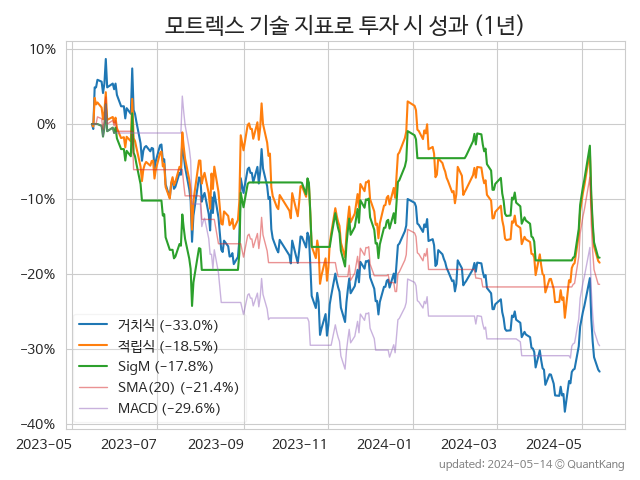 모트렉스 기술 지표로 투자 시 성과 (1년)
10%
0%
−10%
−20%
−30%
−40%
거치식 (−33.0%)
적립식 (−18.5%)
SigM (−17.8%)
SMA(20) (−21.4%)
MACD (−29.6%)
2023-05 2023-07 2023-09 2023-11 2024-01 2024-03 2024-05
updated: 2024-05-14 © QuantKang